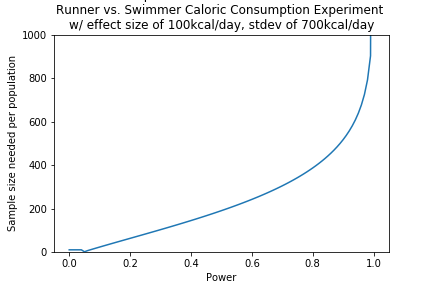 Runner vs. Swimmer Caloric Consumption Experiment
w/ effect size of 100kcal/day, stdev of 700kcal/day
1000
800
600
400
200
0
Sample size needed per population
0.0 0.2 0.4 0.6 0.8 1.0
Power